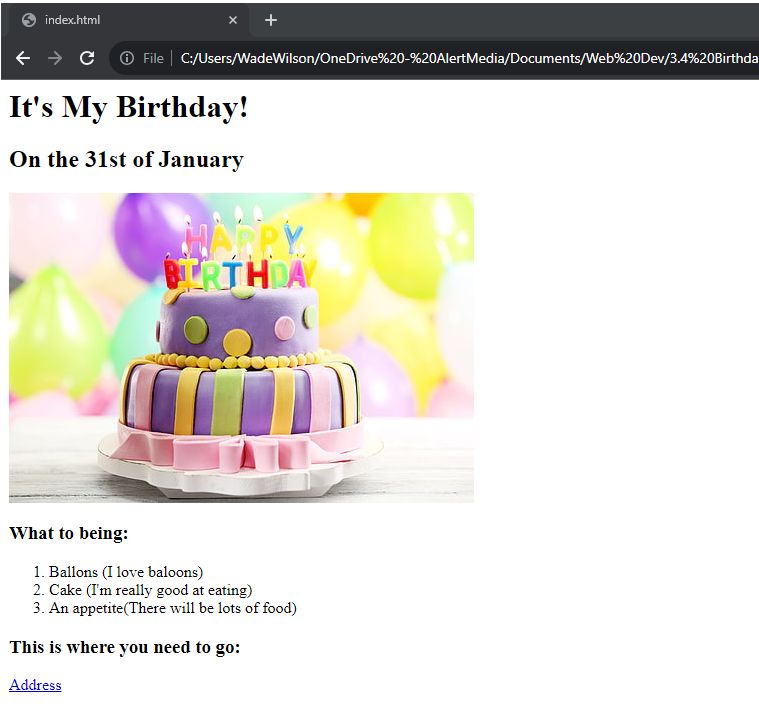 index.html
File
C:/Users/WadeWilson/OneDrive%20-%20AlertMedia/Documents/Web%20Dev/3.4%20Birthda
It's My Birthday!
On the 31st of January
HAPPY
BIRTHDAY
What to being:
1. Ballons (I love baloons)
2. Cake (I'm really good at eating)
3. An appetite(There will be lots of food)
This is where you need to go:
Address